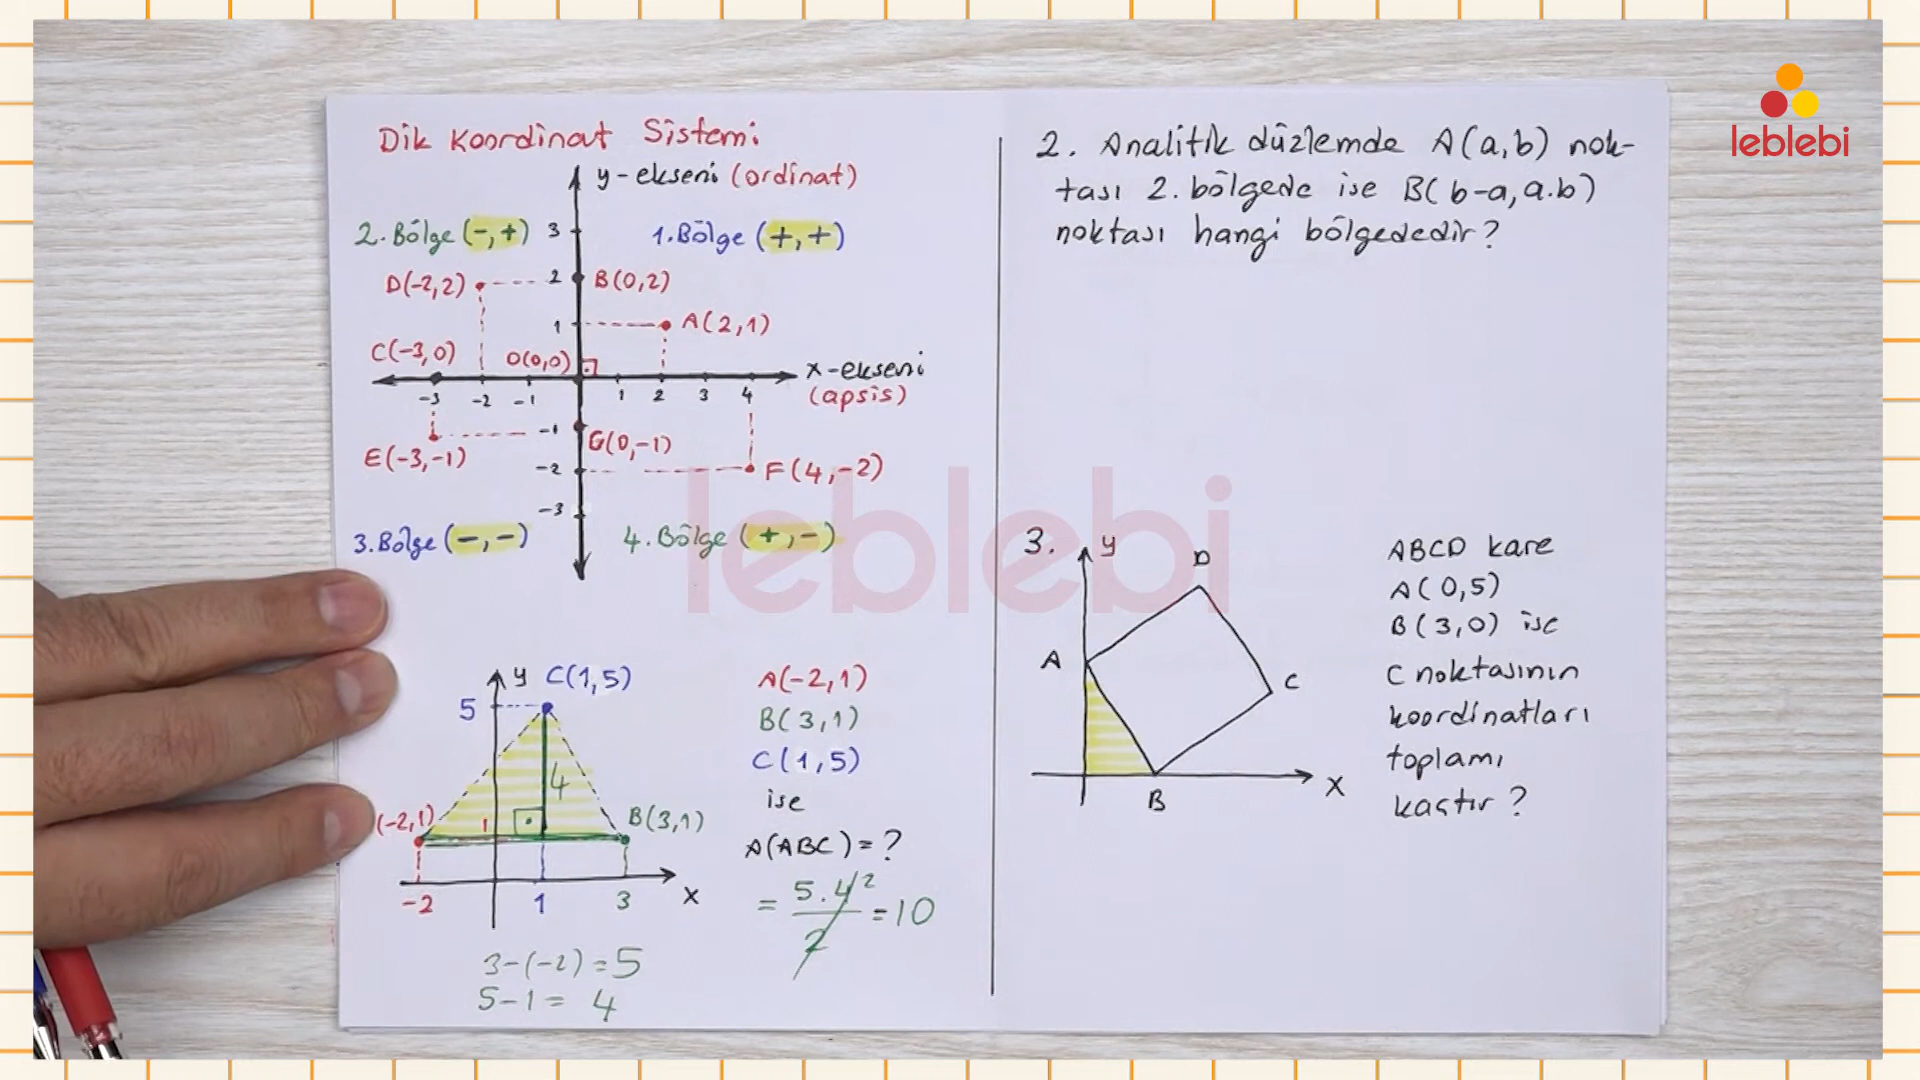 Dik Koordinat Sistemi
y-ekseni (ordinat)
2.Bölge (-,+)
3
1.Bölge (+,+)
D(-2,2)
2
B(0,2)
1
A(2,1)
C(-3,0)
O(0,0)
x-ekseni
(apsis)
-3 -2 -1
1 2 3 4
-1
G(0,-1)
E(-3,-1)
-2
F(4,-2)
-3
3.Bölge (-,-)
4. Bölge (+,-)
y
C(1,5)
5
4
(-2,1)
1
B(3,1)
-2
1
3
x
3-(-2)=5
5-1= 4
A(-2,1)
B(3,1)
C(1,5)
ise
A(ABC)=?
= 5.4/2 2 =10
2. Analitik düzlemde A(a,b) nok-
tası 2. bölgede ise B(b-a, a.b)
noktası hangi bölgededir?
3.
y
D
A
C
B
x
ABCD kare
A(0,5)
B(3,0) ise
C noktasının
koordinatları
toplamı
kaçtır?
leblebi
leblebi